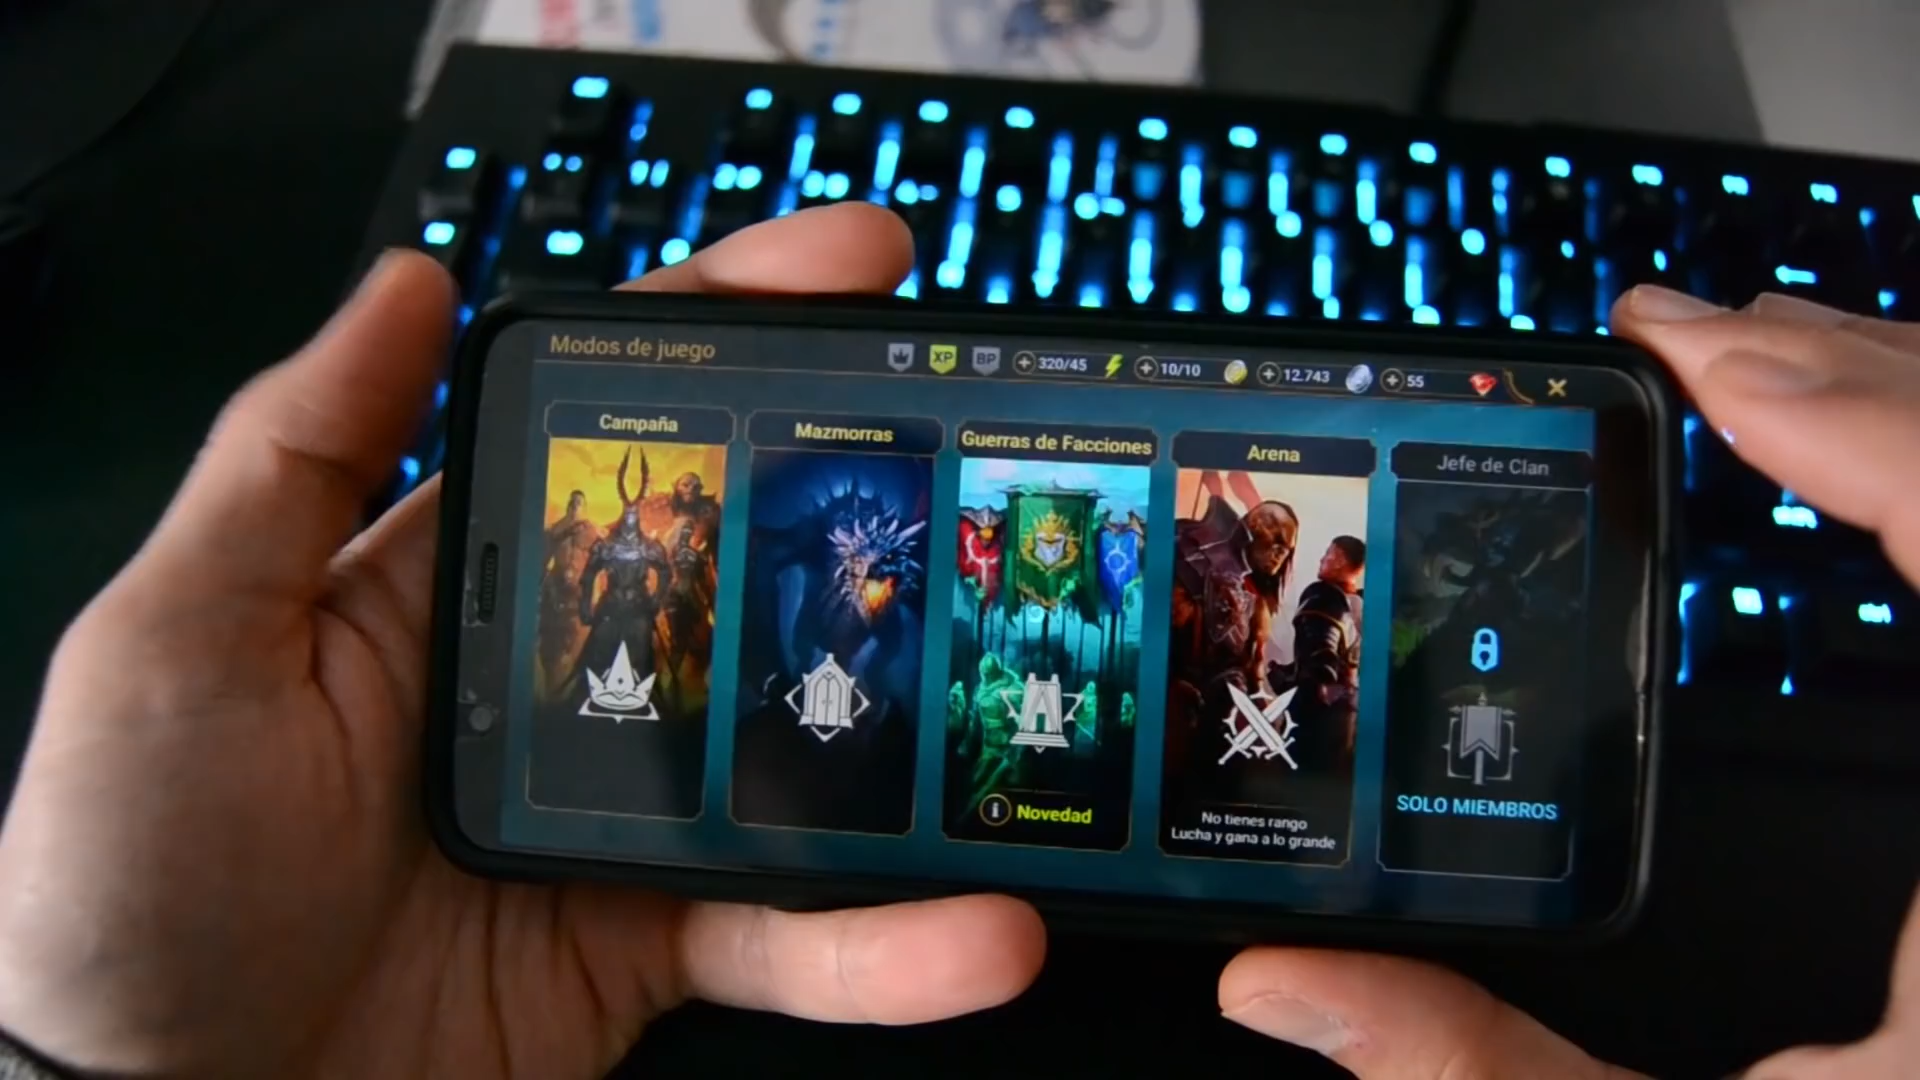 Modos de juego
XP
BP
320/45
10/10
12.743
55
Campaña
Mazmorras
Guerras de Facciones
Arena
Jefe de Clan
Novedad
No tienes rango
Lucha y gana a lo grande
SOLO MIEMBROS
ctrl